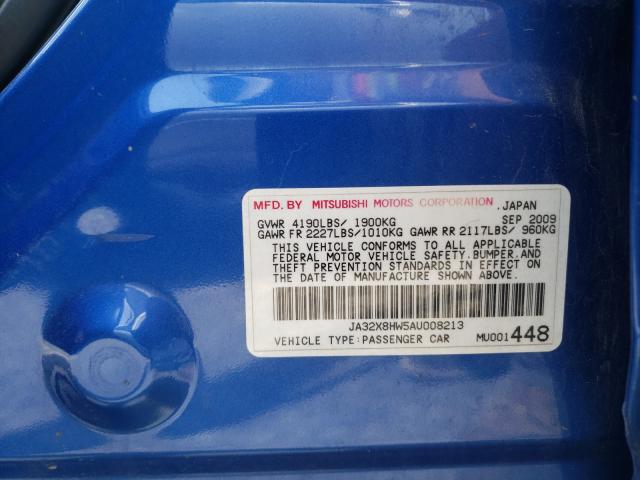 MFD. BY MITSUBISHI MOTORS CORPORATION, JAPAN
GVWR 4190LBS/ 1900KG SEP 2009
GAWR FR 2227LBS/1010KG GAWR RR 2117LBS/ 960KG
THIS VEHICLE CONFORMS TO ALL APPLICABLE
FEDERAL MOTOR VEHICLE SAFETY, BUMPER, AND
THEFT PREVENTION STANDARDS IN EFFECT ON
THE DATE OF MANUFACTURE SHOWN ABOVE.
JA32X8HW5AU008213
VEHICLE TYPE:PASSENGER CAR MU001448